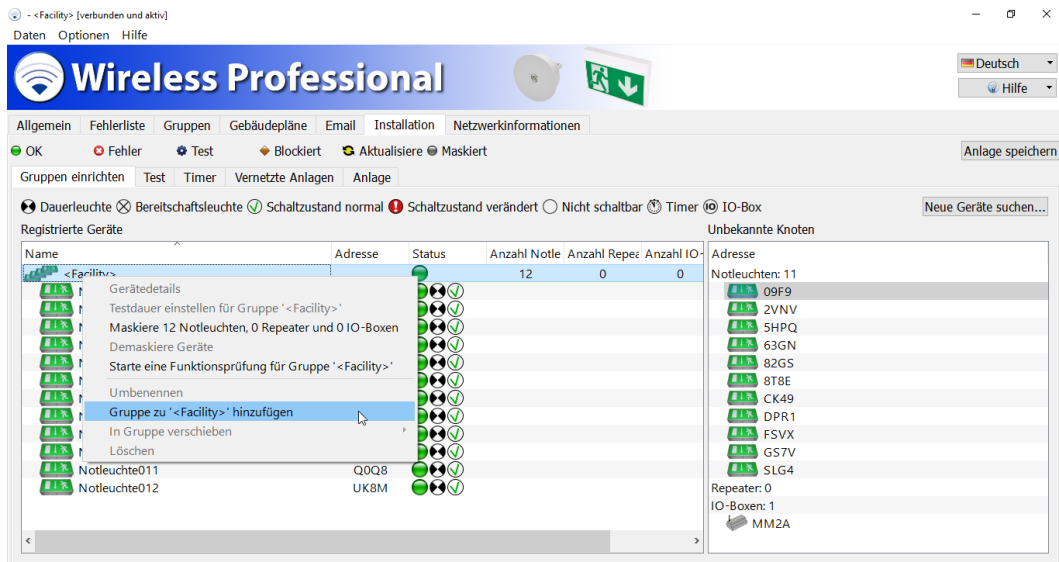 - <Facility> [verbunden und aktiv]
Daten Optionen Hilfe
Wireless Professional
Deutsch
Hilfe
Allgemein Fehlerliste Gruppen Gebäudepläne Email Installation Netzwerkinformationen
OK Fehler Test Blockiert Aktualisiere Maskiert Anlage speichern
Gruppen einrichten Test Timer Vernetzte Anlagen Anlage
Dauerleuchte Bereitschaftsleuchte Schaltzustand normal Schaltzustand verändert Nicht schaltbar Timer IO IO-Box Neue Geräte suchen...
Registrierte Geräte Unbekannte Knoten
Name Adresse Status Anzahl Notle Anzahl Repea Anzahl IO- Adresse
<Facility> 12 0 0 Notleuchten: 11
Gerätedetails 09F9
Testdauer einstellen für Gruppe '<Facility>' 2VNV
Maskiere 12 Notleuchten, 0 Repeater und 0 IO-Boxen 5HPQ
Demaskiere Geräte 63GN
Starte eine Funktionsprüfung für Gruppe '<Facility>' 82GS
8T8E
Umbenennen CK49
Gruppe zu '<Facility>' hinzufügen DPR1
In Gruppe verschieben FSVX
Löschen GS7V
Notleuchte011 Q0Q8 SLG4
Notleuchte012 UK8M Repeater: 0
IO-Boxen: 1
MM2A